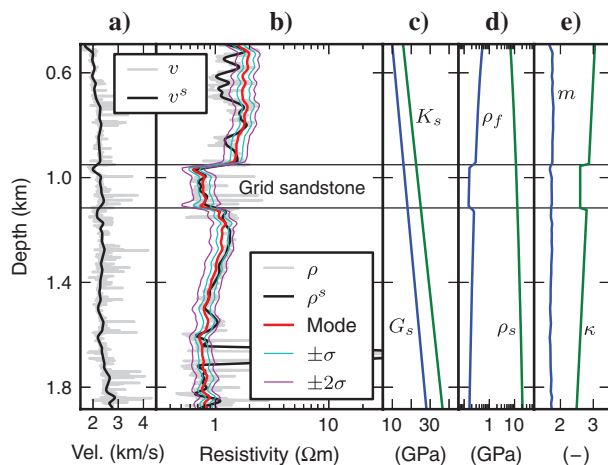 a) b) c) d) e)
0.6
1.0
1.4
1.8
Depth (km)
v
v^s
Grid sandstone
ρ
ρ^s
Mode
±σ
±2σ
K_s
G_s
ρ_f
ρ_s
m
κ
2 3 4
1 10
10 30
1 10
2 3
Vel. (km/s) Resistivity (Ωm) (GPa) (GPa) (−)